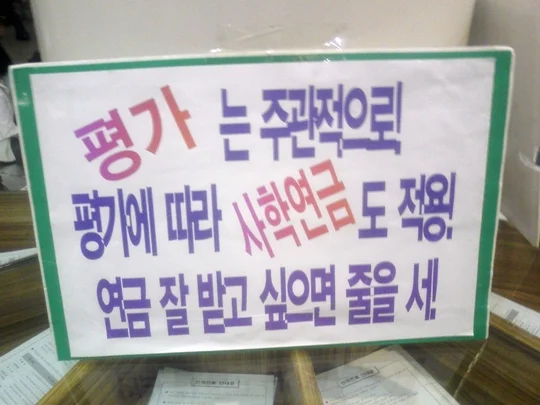 평가는 주관적으로!
평가에 따라 사학연금도 적용!
연금 잘 받고 싶으면 줄을 서!